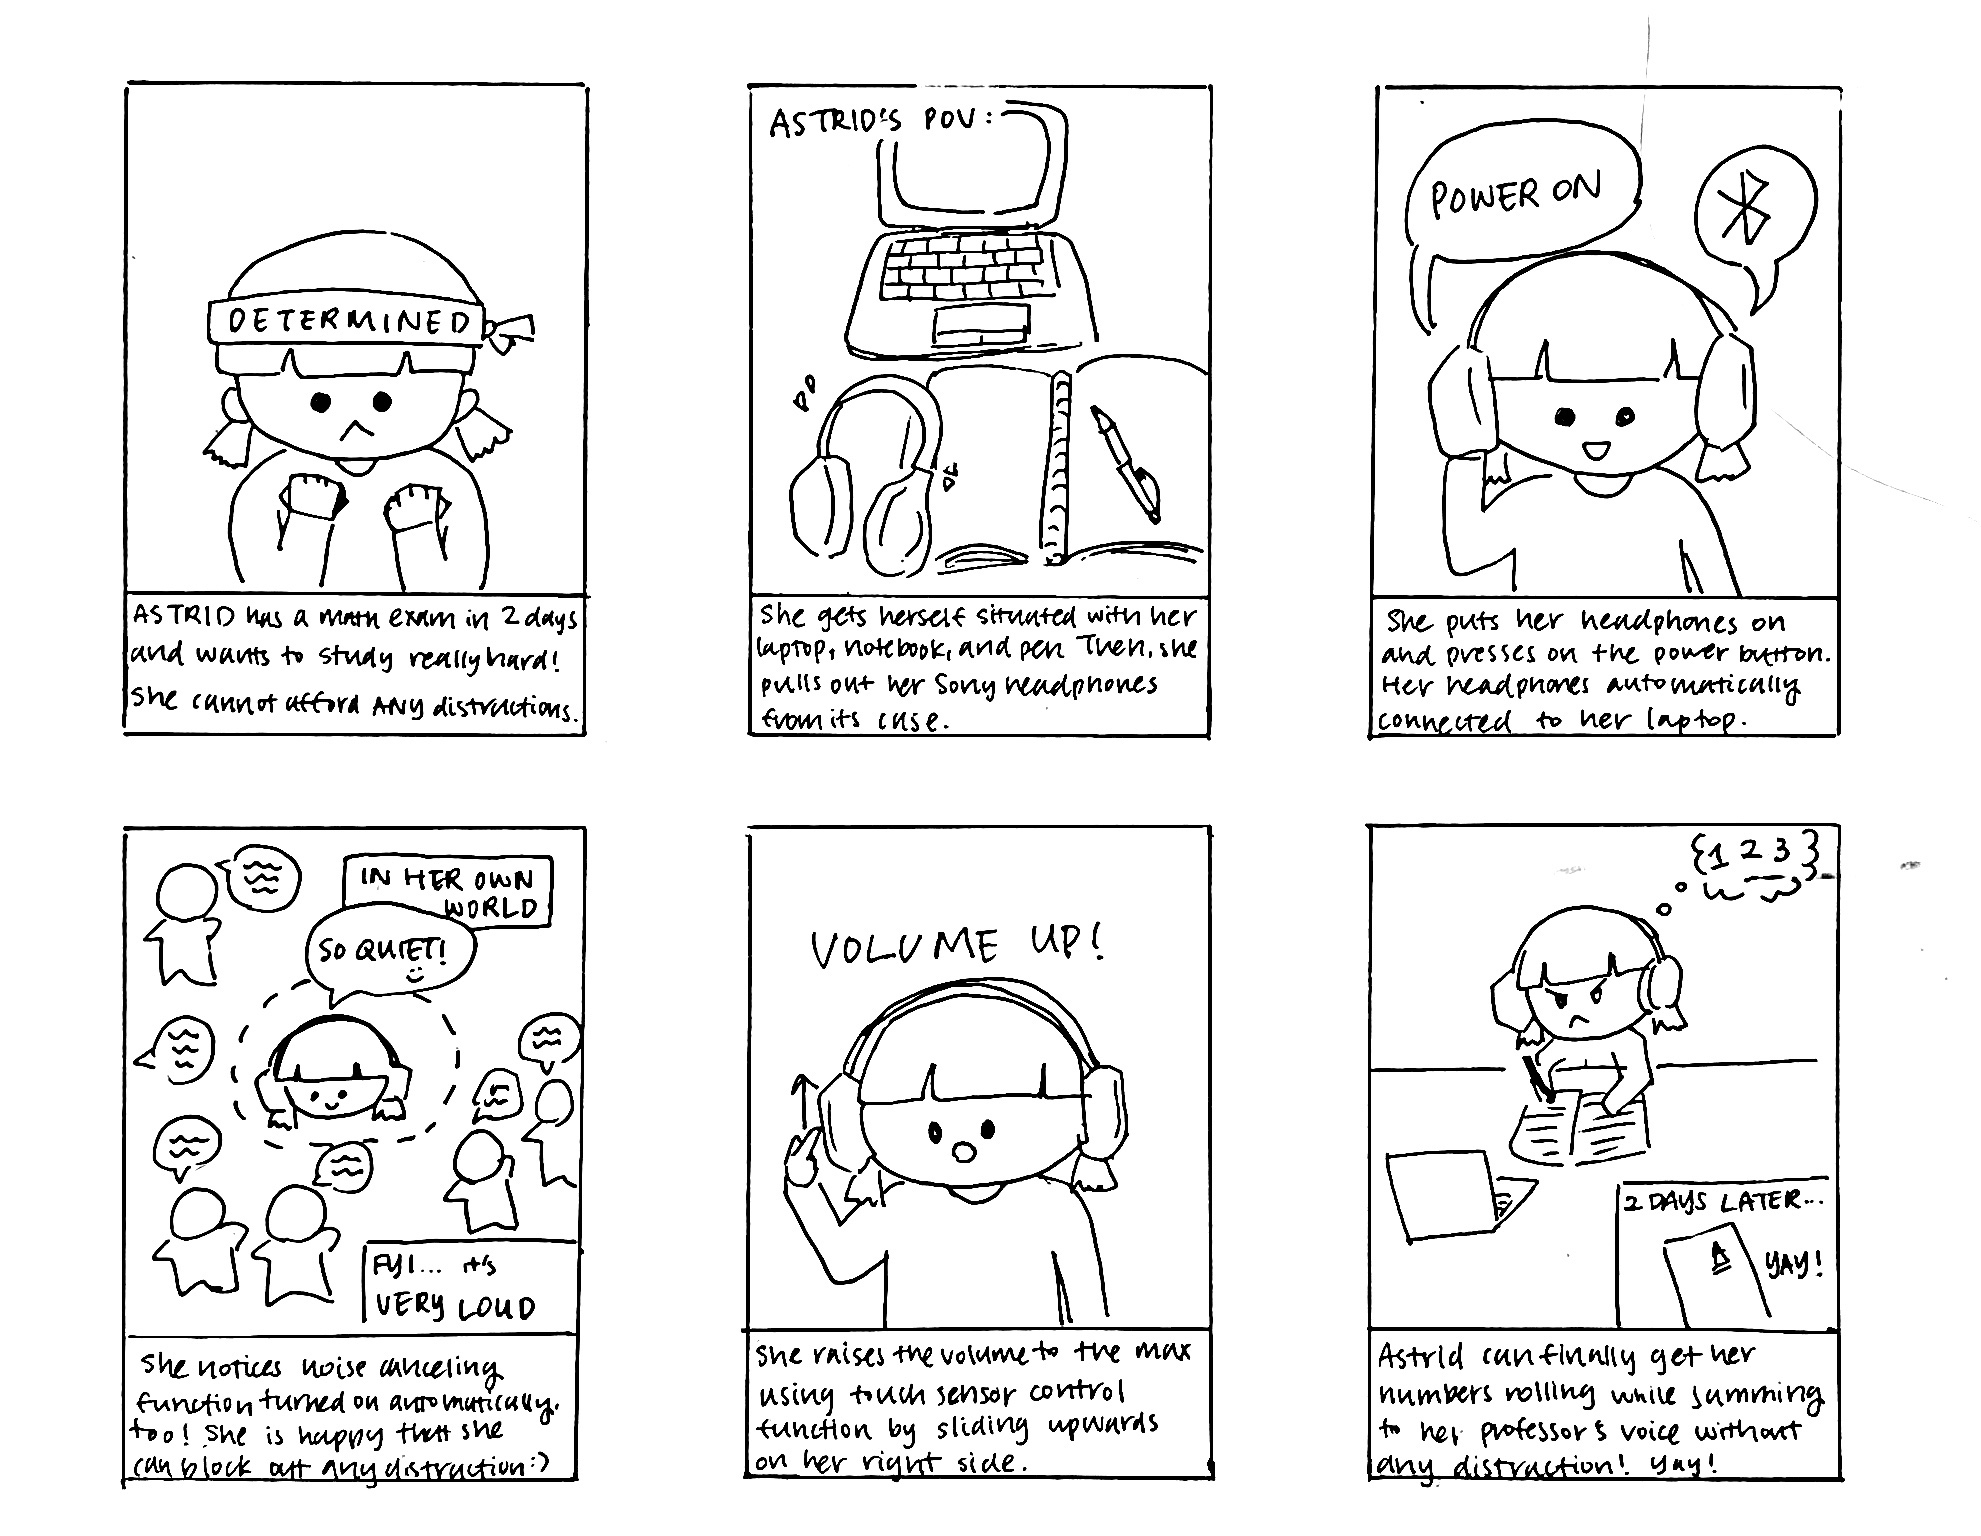 DETERMINED
ASTRID has a math exam in 2 days
and wants to study really hard!
She cannot afford ANY distractions.
ASTRID'S POV:
She gets herself situated with her
laptop, notebook, and pen Then, she
pulls out her Sony headphones
from its case.
POWER ON
She puts her headphones on
and presses on the power button.
Her headphones automatically
connected to her laptop.
IN HER OWN
WORLD
SO QUIET!
FYI... it's
VERY LOUD
She notices noise canceling
function turned on automatically,
too! She is happy that she
can block out any distraction:)
VOLUME UP!
She raises the volume to the max
using touch sensor control
function by sliding upwards
on her right side.
1 2 3
2 DAYS LATER...
A
YAY!
Astrid can finally get her
numbers rolling while jamming
to her professor's voice without
any distraction! Yay!